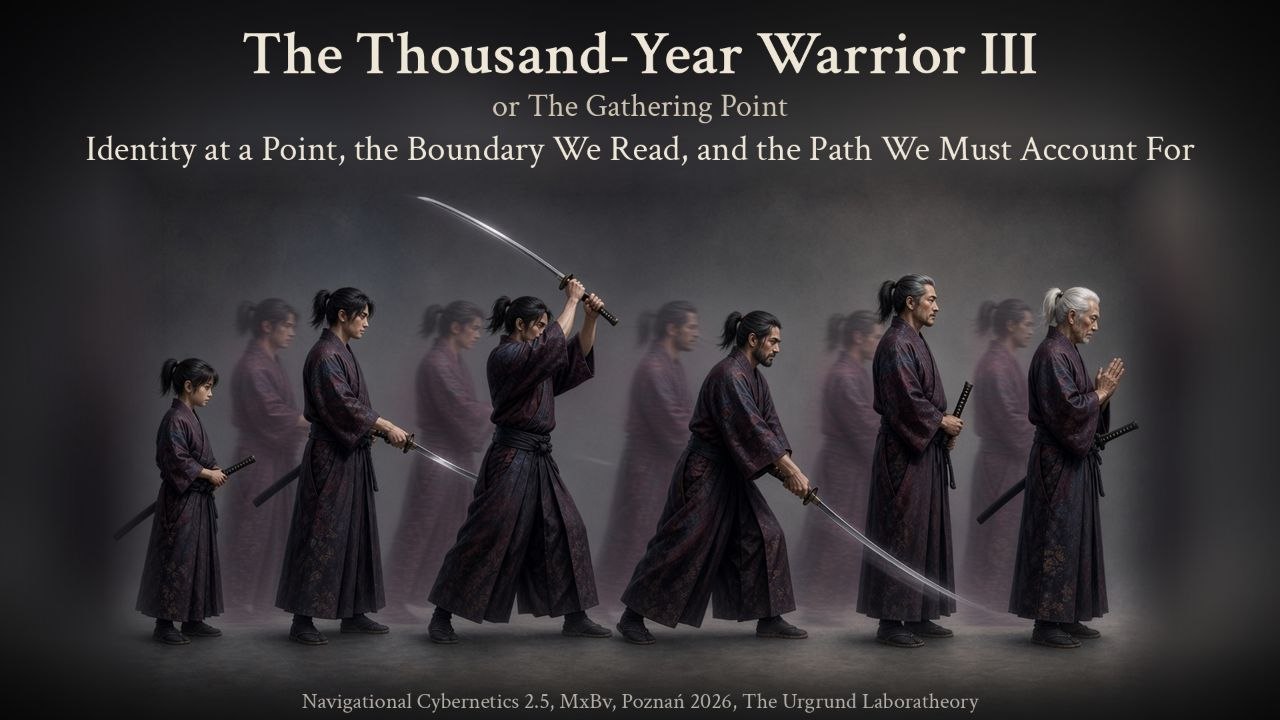 The Thousand-Year Warrior III
or The Gathering Point
Identity at a Point, the Boundary We Read, and the Path We Must Account For
Navigational Cybernetics 2.5, MxBv, Poznań 2026, The Urgrund Laboratheory